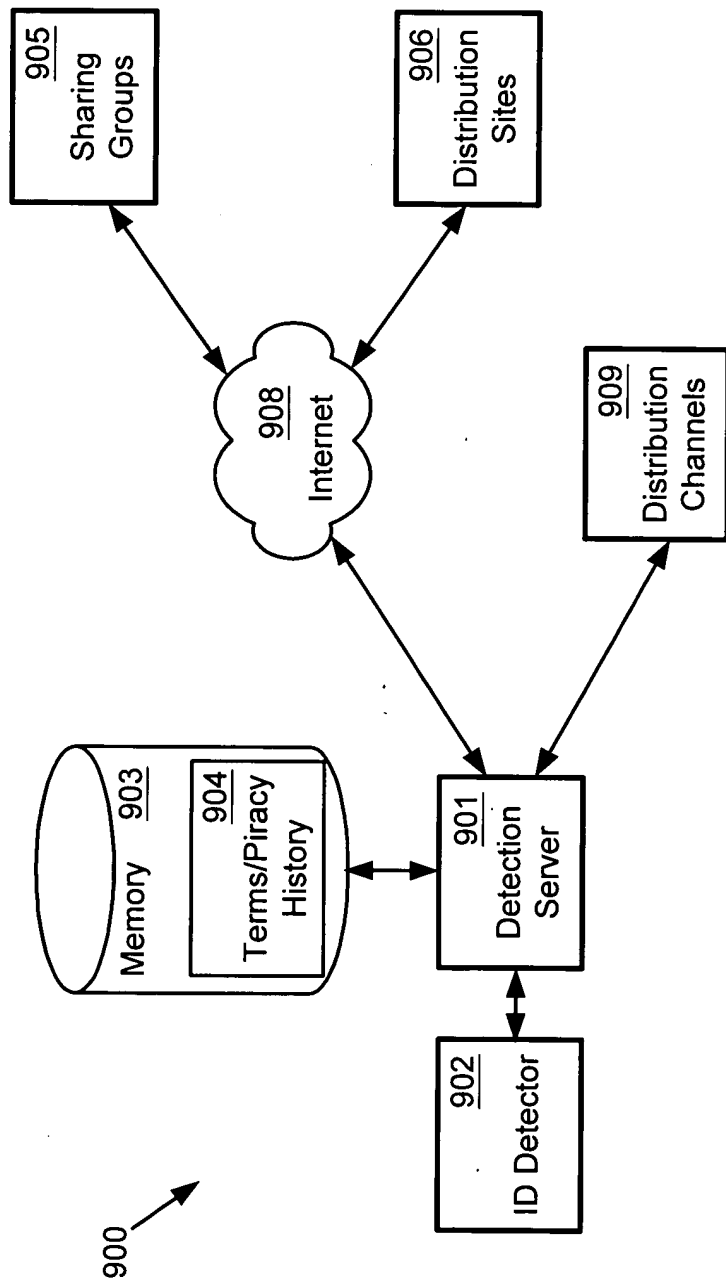 900
Memory 903
904
Terms/Piracy
History
902
ID Detector
901
Detection
Server
908
Internet
905
Sharing
Groups
906
Distribution
Sites
909
Distribution
Channels